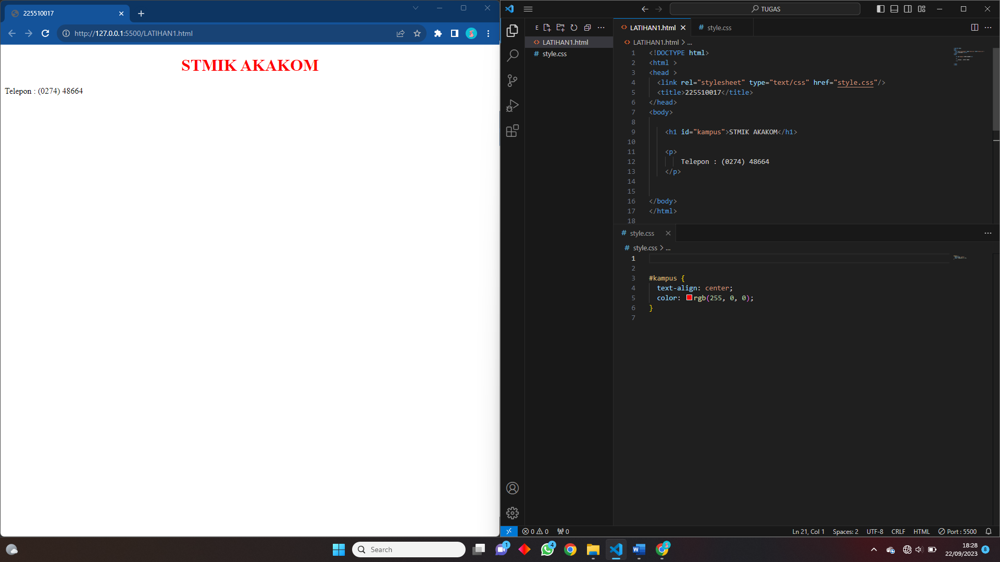 225510017
http://127.0.0.1:5500/LATIHAN1.html
STMIK AKAKOM
Telepon : (0274) 48664
TUGAS
E
LATIHAN1.html
style.css
LATIHAN1.html
style.css
LATIHAN1.html > ...
1 <!DOCTYPE html>
2 <html >
3 <head >
4 <link rel="stylesheet" type="text/css" href="style.css"/>
5 <title>225510017</title>
6 </head>
7 <body>
8
9 <h1 id="kampus">STMIK AKAKOM</h1>
10
11 <p>
12 Telepon : (0274) 48664
13 </p>
14
15
16 </body>
17 </html>
18
# style.css
# style.css > ...
1
2
3 #kampus {
4 text-align: center;
5 color: rgb(255, 0, 0);
6 }
7
0 0 0
Ln 21, Col 1 Spaces: 2 UTF-8 CRLF HTML Port : 5500
Search
1
4
18:28
22/09/2023
8